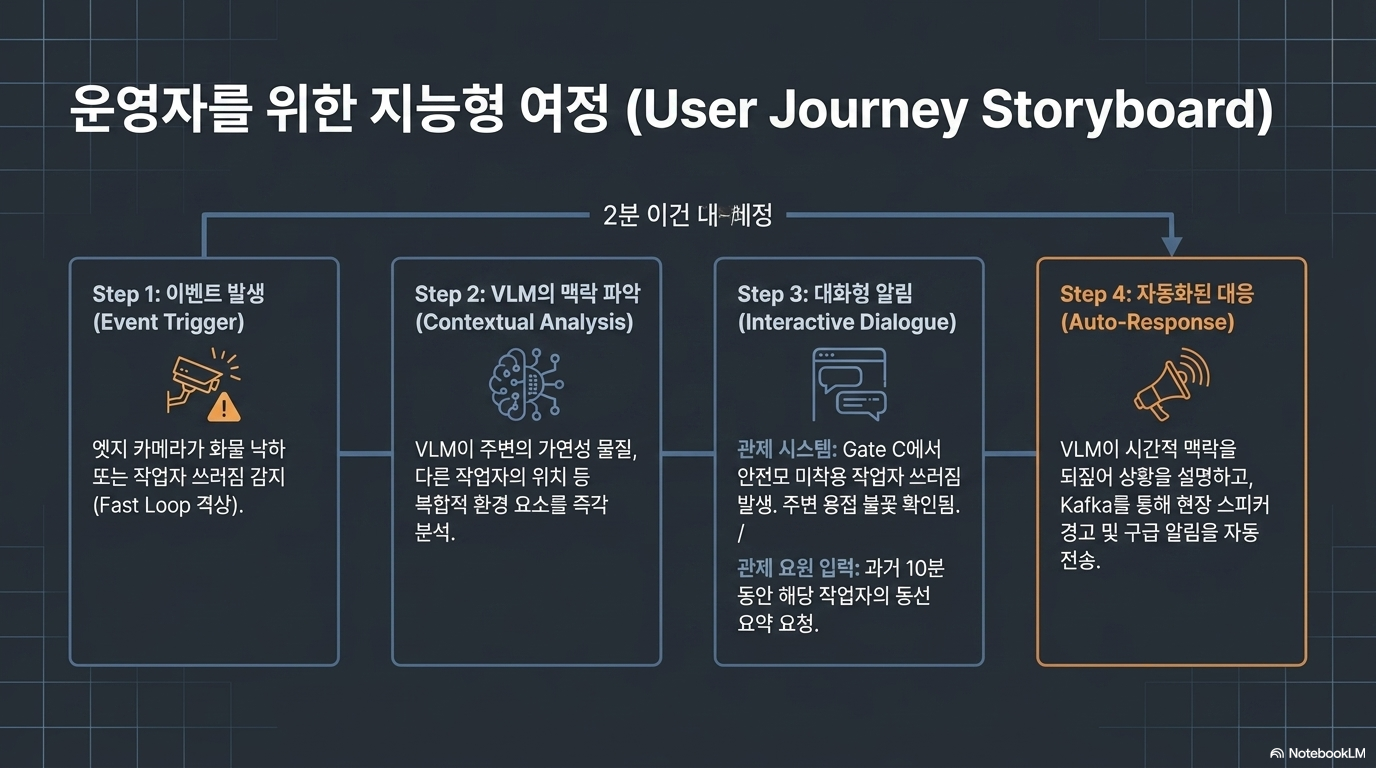 운영자를 위한 지능형 여정 (User Journey Storyboard)
2분 이건
Step 1: 이벤트 발생
(Event Trigger)
엣지 카메라가 화물 낙하
또는 작업자 쓰러짐 감지
(Fast Loop 격상).
Step 2: VLM의 맥락 파악
(Contextual Analysis)
VLM이 주변의 가연성 물질,
다른 작업자의 위치 등
복합적 환경 요소를 즉각
분석.
Step 3: 대화형 알림
(Interactive Dialogue)
관제 시스템: Gate C에서
안전모 미착용 작업자 쓰러짐
발생. 주변 용접 불꽃 확인됨.
/
관제 요원 입력: 과거 10분
동안 해당 작업자의 동선
요약 요청.
Step 4: 자동화된 대응
(Auto-Response)
VLM이 시간적 맥락을
되짚어 상황을 설명하고,
Kafka를 통해 현장 스피커
경고 및 구급 알림을 자동
전송.
NotebookLM